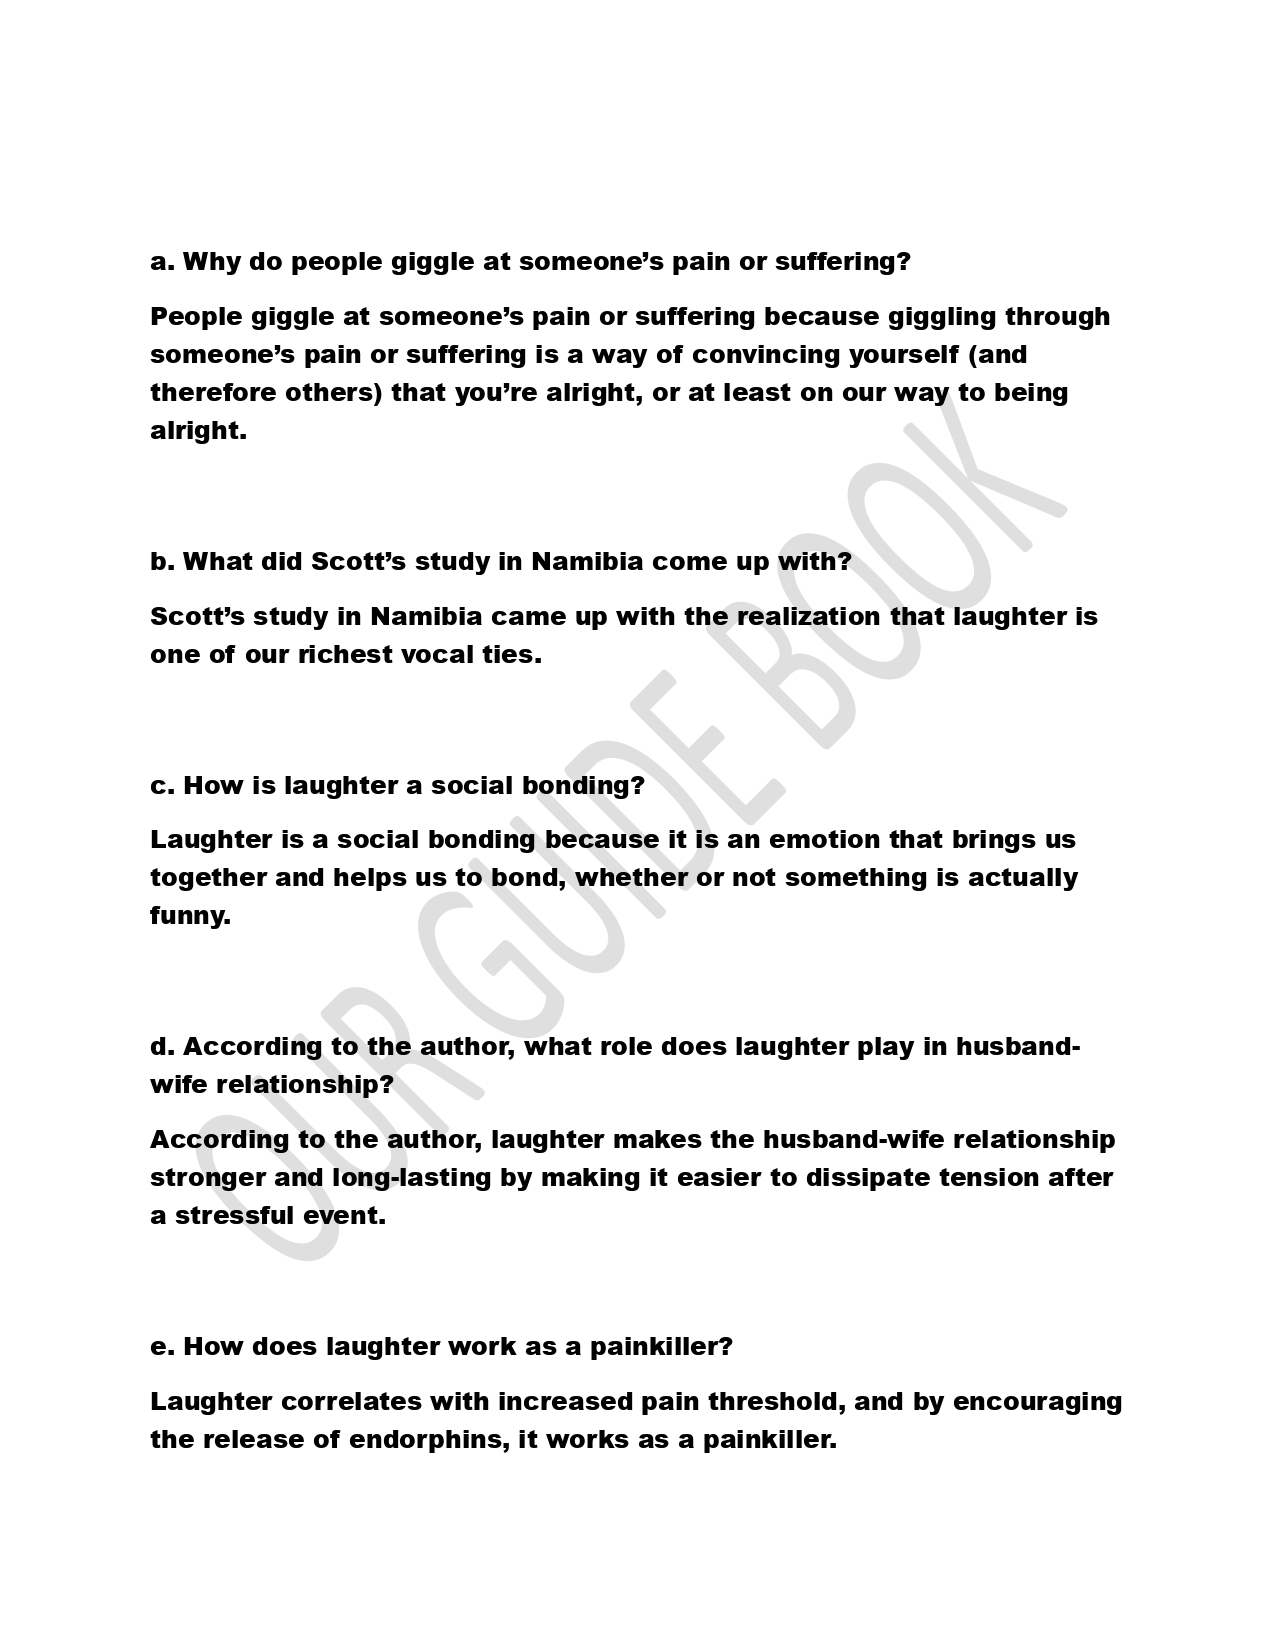 a. Why do people giggle at someone’s pain or suffering?
People giggle at someone’s pain or suffering because giggling through
someone’s pain or suffering is a way of convincing yourself (and
therefore others) that you’re alright, or at least on our way to being
alright.
b. What did Scott’s study in Namibia come up with?
Scott’s study in Namibia came up with the realization that laughter is
one of our richest vocal ties.
c. How is laughter a social bonding?
Laughter is a social bonding because it is an emotion that brings us
together and helps us to bond, whether or not something is actually
funny.
d. According to the author, what role does laughter play in husband-
wife relationship?
According to the author, laughter makes the husband-wife relationship
stronger and long-lasting by making it easier to dissipate tension after
a stressful event.
e. How does laughter work as a painkiller?
Laughter correlates with increased pain threshold, and by encouraging
the release of endorphins, it works as a painkiller.
OUR GUIDE BOOK